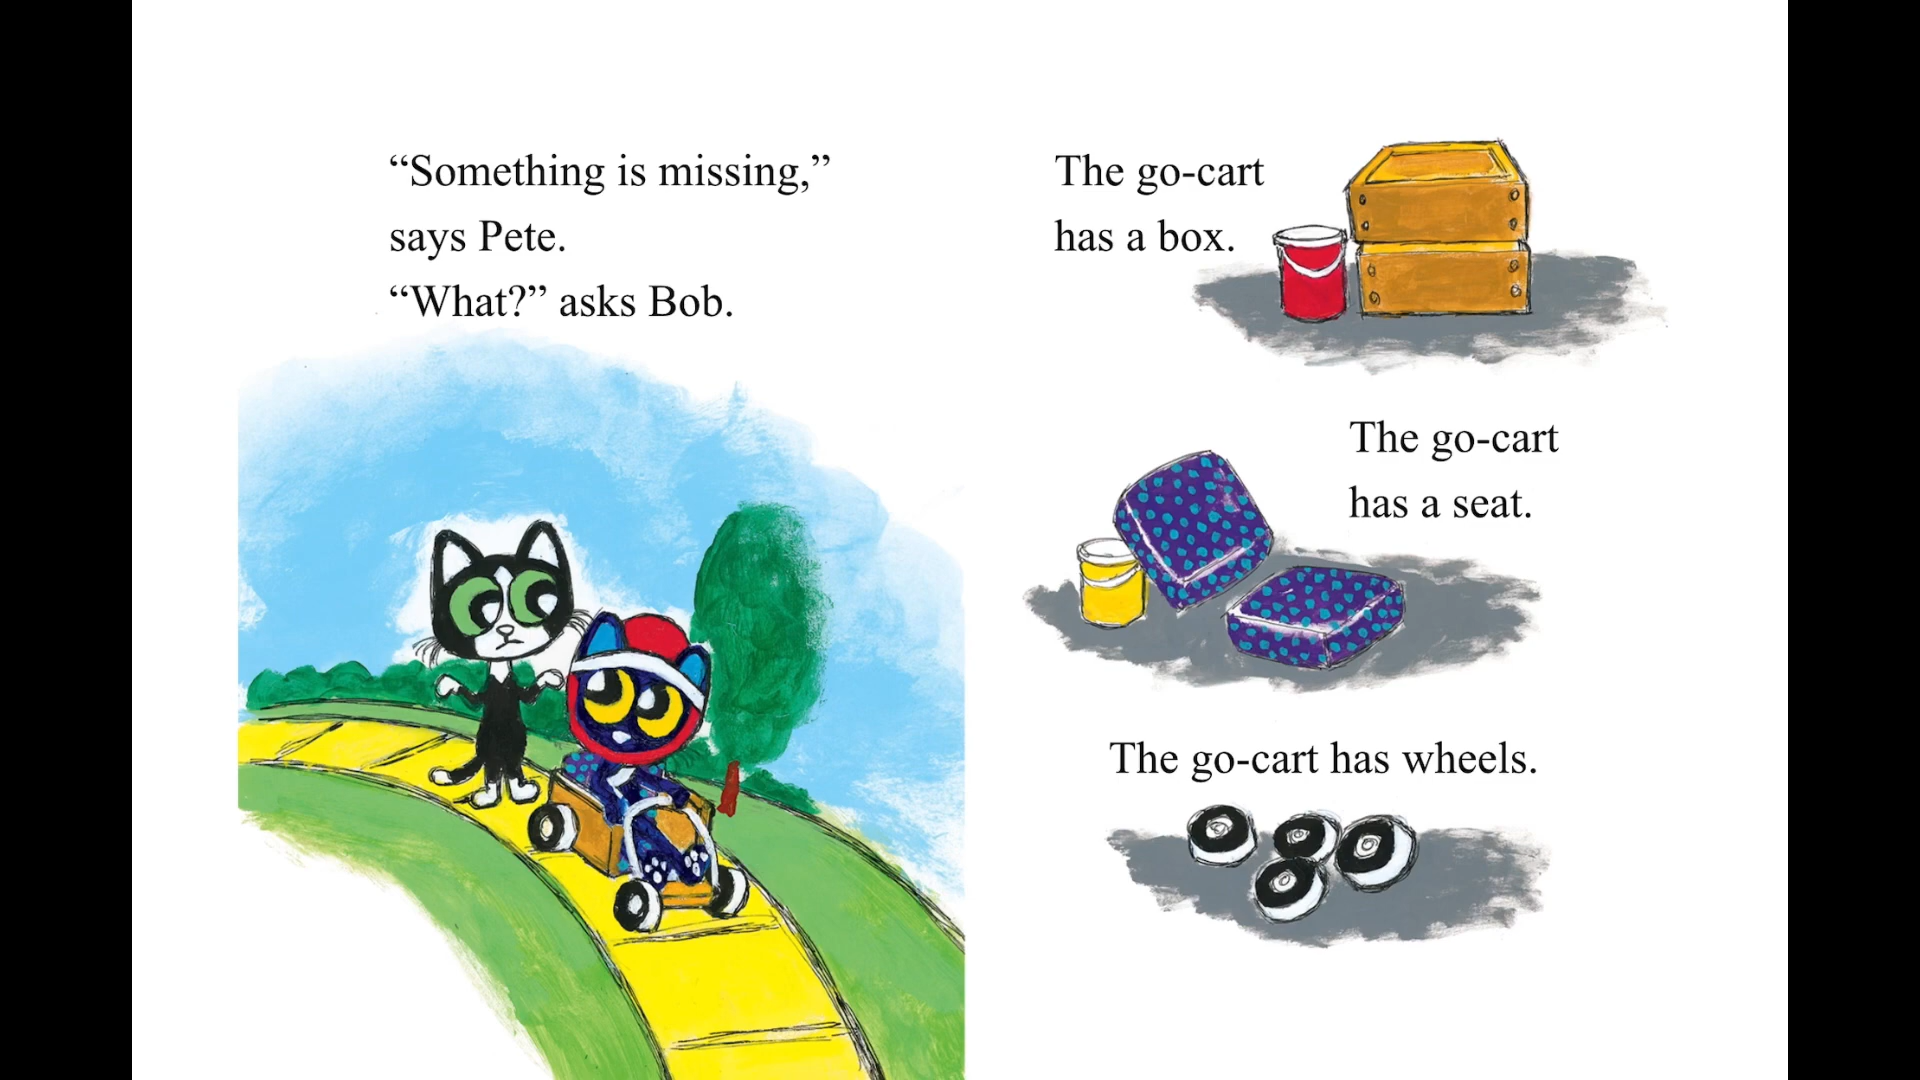 “Something is missing,”
says Pete.
“What?” asks Bob.
The go-cart
has a box.
The go-cart
has a seat.
The go-cart has wheels.